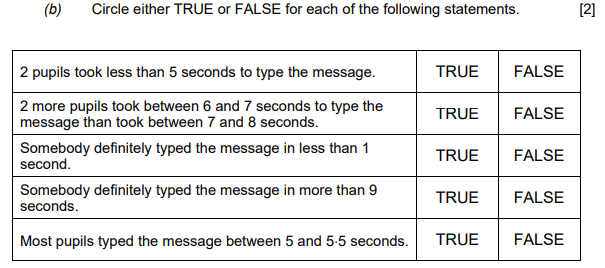 (b) Circle either TRUE or FALSE for each of the following statements. [2]
2 pupils took less than 5 seconds to type the message. TRUE FALSE
2 more pupils took between 6 and 7 seconds to type the
message than took between 7 and 8 seconds. TRUE FALSE
Somebody definitely typed the message in less than 1
second. TRUE FALSE
Somebody definitely typed the message in more than 9
seconds. TRUE FALSE
Most pupils typed the message between 5 and 5·5 seconds. TRUE FALSE